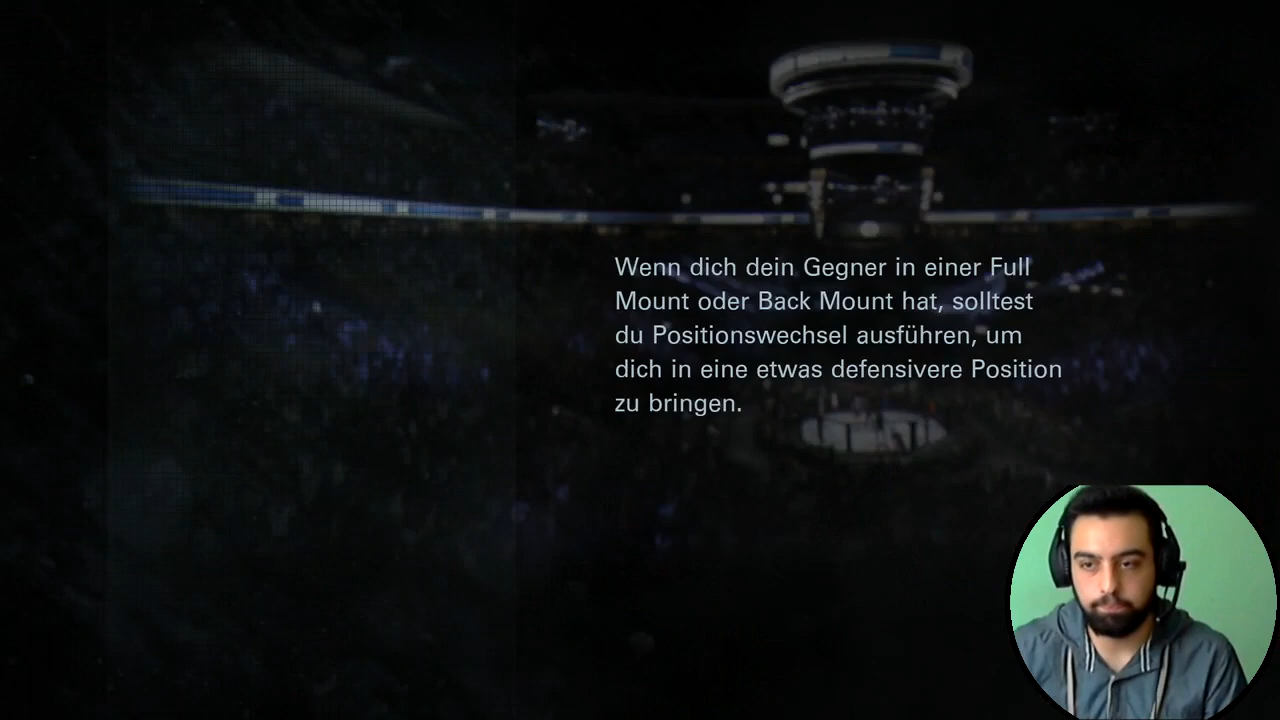 Wenn dich dein Gegner in einer Full
Mount oder Back Mount hat, solltest
du Positionswechsel ausführen, um
dich in eine etwas defensivere Position
zu bringen.